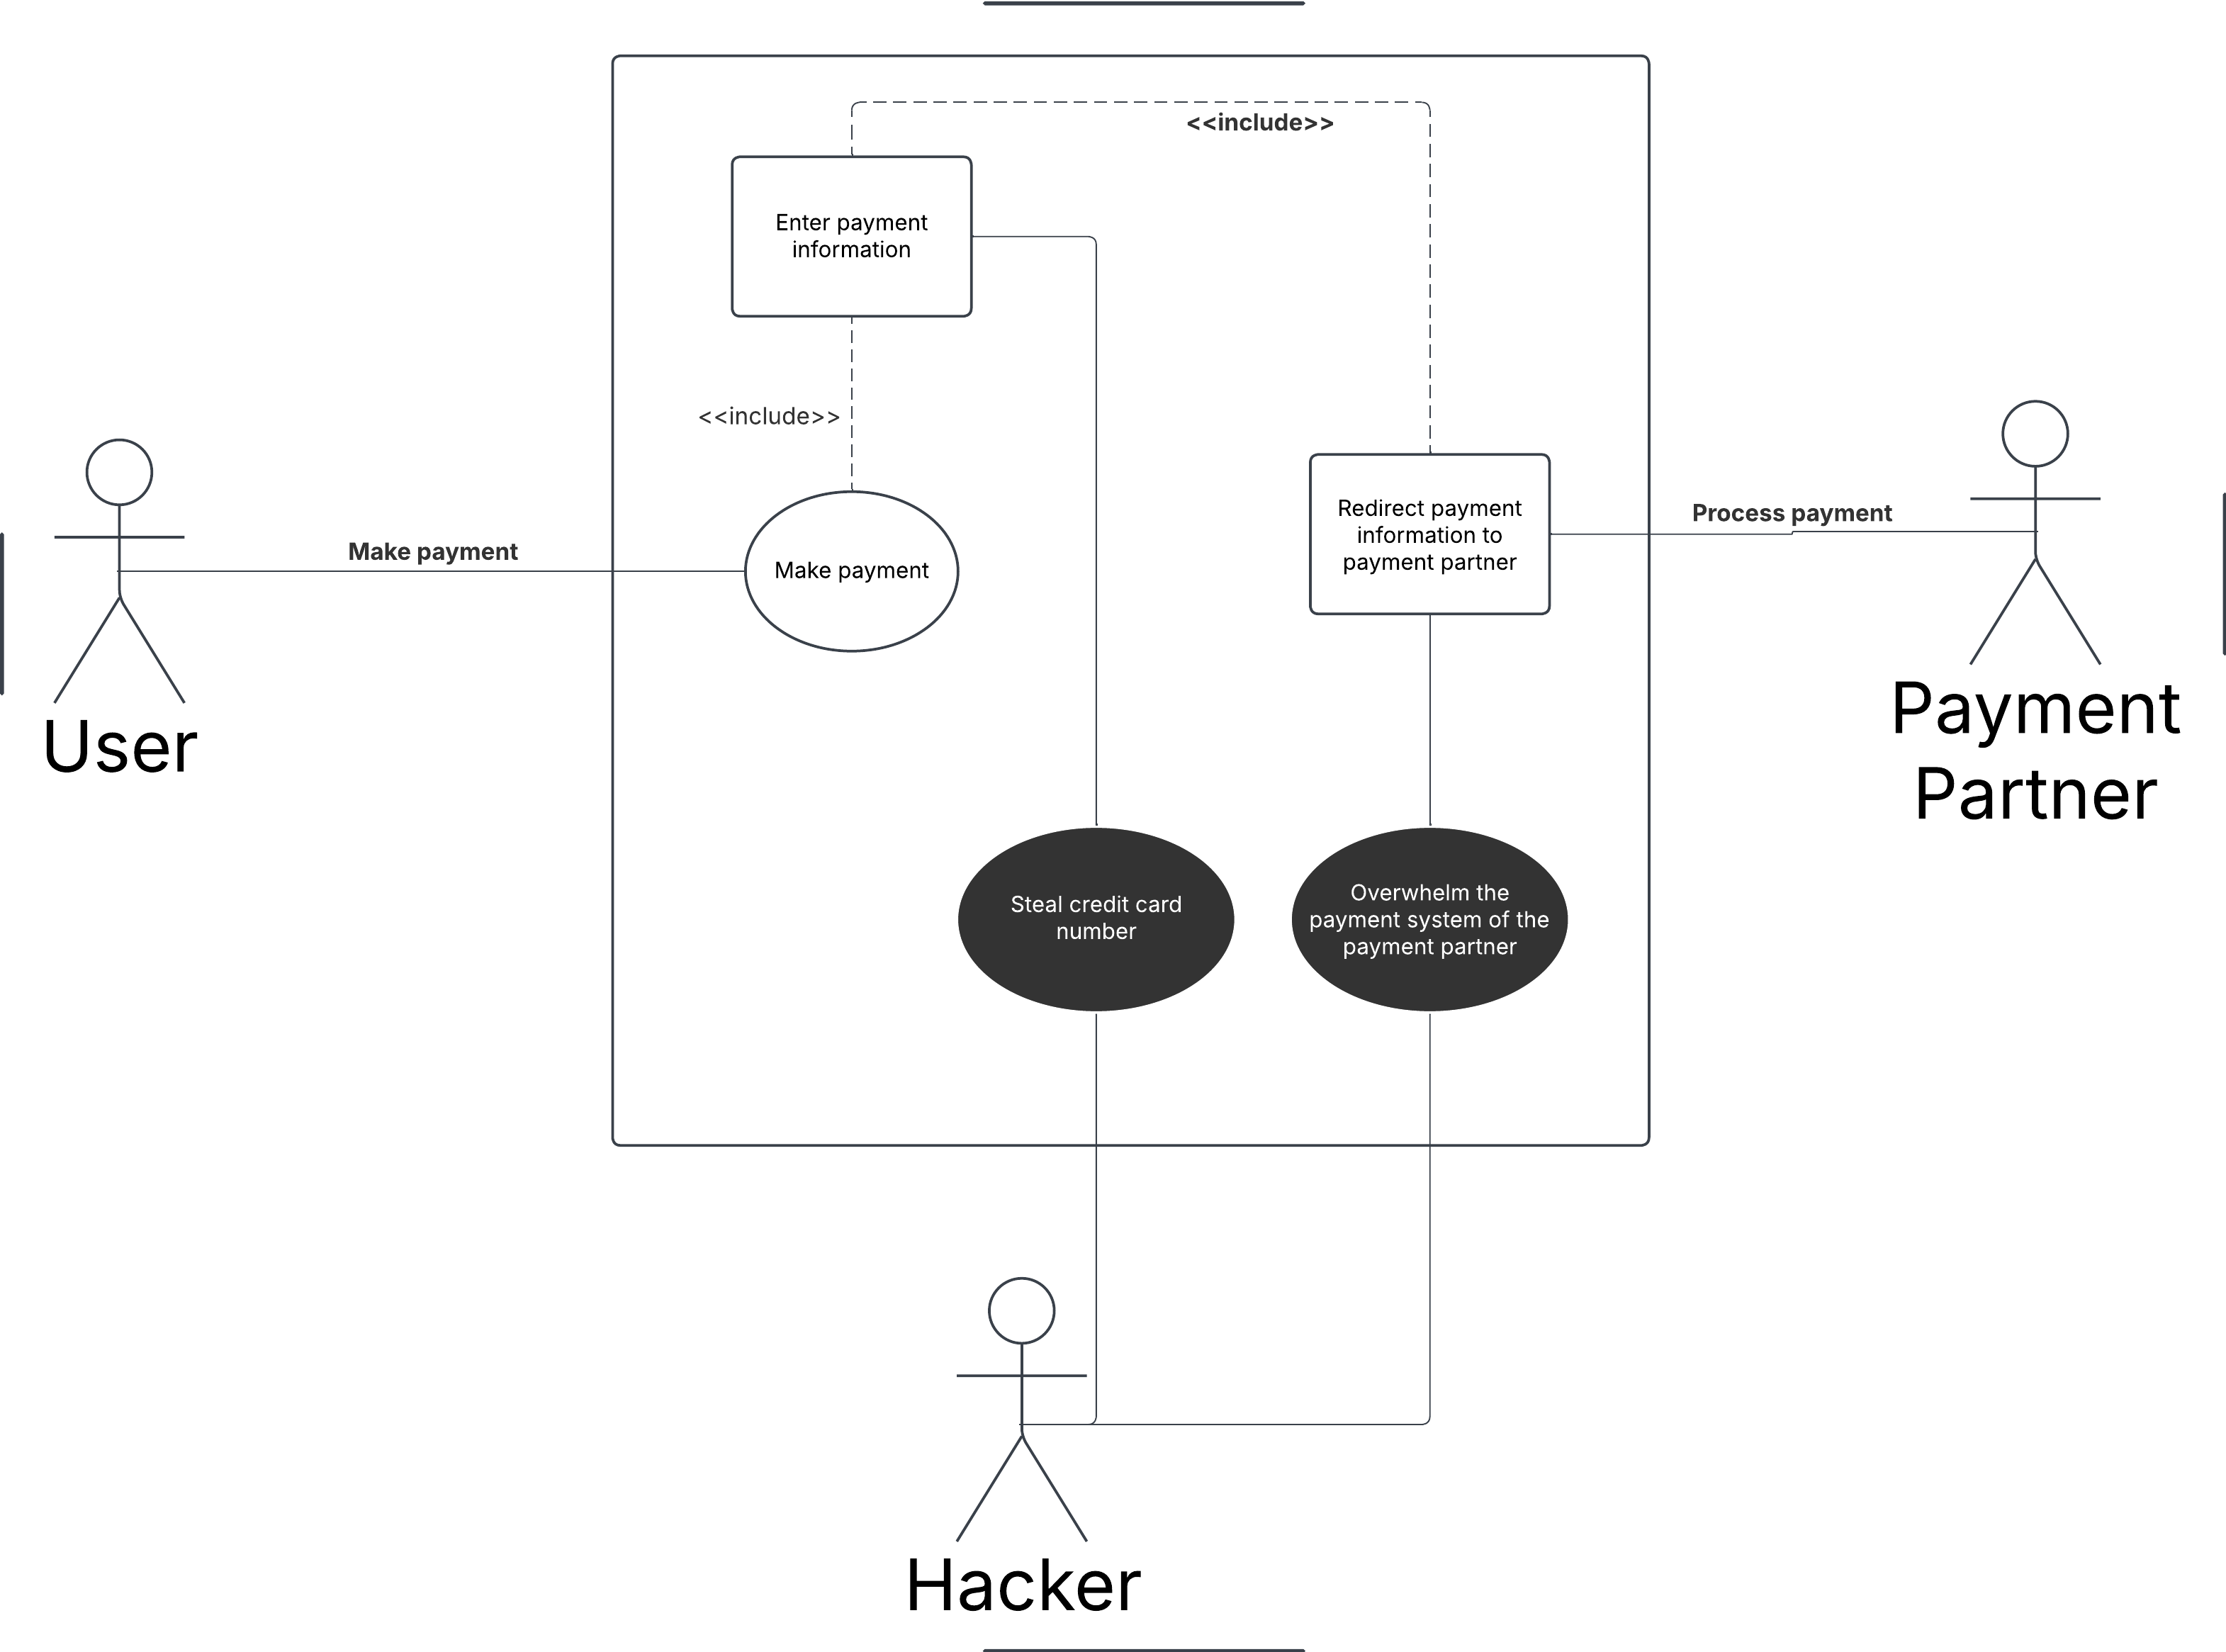 <<include>>
Enter payment
information
<<include>>
Make payment
Make payment
Redirect payment
information to
payment partner
Process payment
User
Payment
Partner
Steal credit card
number
Overwhelm the
payment system of the
payment partner
Hacker